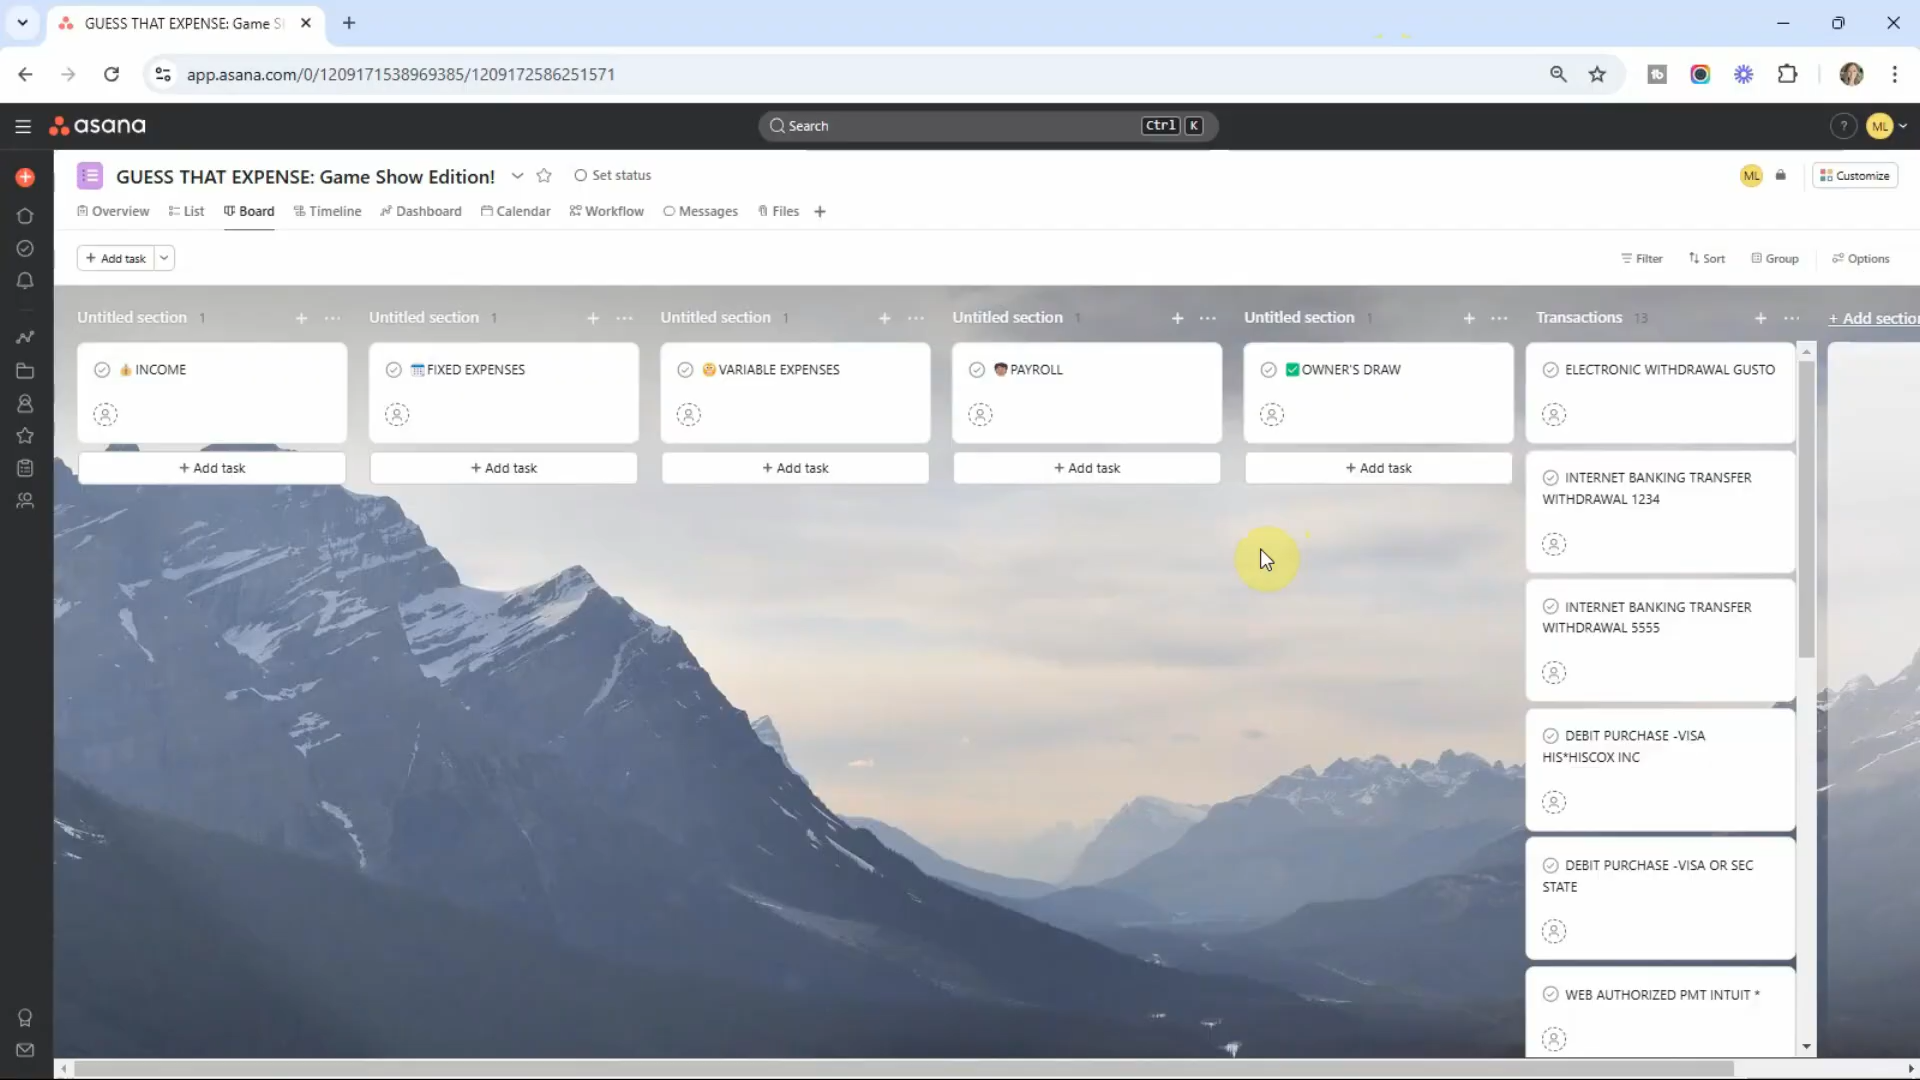 GUESS THAT EXPENSE: Game S
app.asana.com/0/1209171538969385/1209172586251571
asana
Search
Ctrl K
?
ML
GUESS THAT EXPENSE: Game Show Edition!
Set status
ML
Customize
Overview
List
Board
Timeline
Dashboard
Calendar
Workflow
Messages
Files
+ Add task
Filter
Sort
Group
Options
Untitled section 1
Untitled section 1
Untitled section 1
Untitled section 1
Untitled section 1
Transactions 13
+ Add sectio
INCOME
+ Add task
FIXED EXPENSES
+ Add task
VARIABLE EXPENSES
+ Add task
PAYROLL
+ Add task
OWNER'S DRAW
+ Add task
ELECTRONIC WITHDRAWAL GUSTO
INTERNET BANKING TRANSFER
WITHDRAWAL 1234
INTERNET BANKING TRANSFER
WITHDRAWAL 5555
DEBIT PURCHASE -VISA
HIS*HISCOX INC
DEBIT PURCHASE -VISA OR SEC
STATE
WEB AUTHORIZED PMT INTUIT *